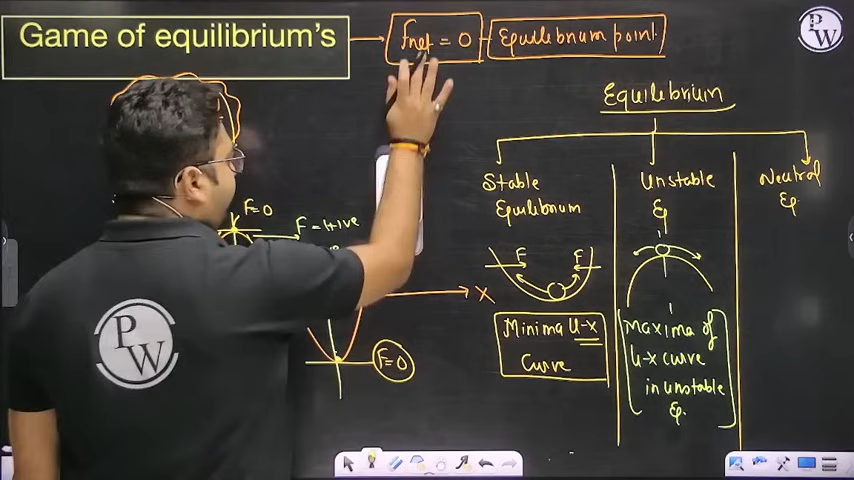 Game of equilibrium's
Fnet = 0
Equilibrium point
PW
Equilibrium
Stable
Equilibrium
Unstable
Eq
Neutral
Eq.
F=0
F = +ve
F
F
X
Minima U-x
Curve
Maxima of
U-x curve
in unstable
Eq.
F=0
PW